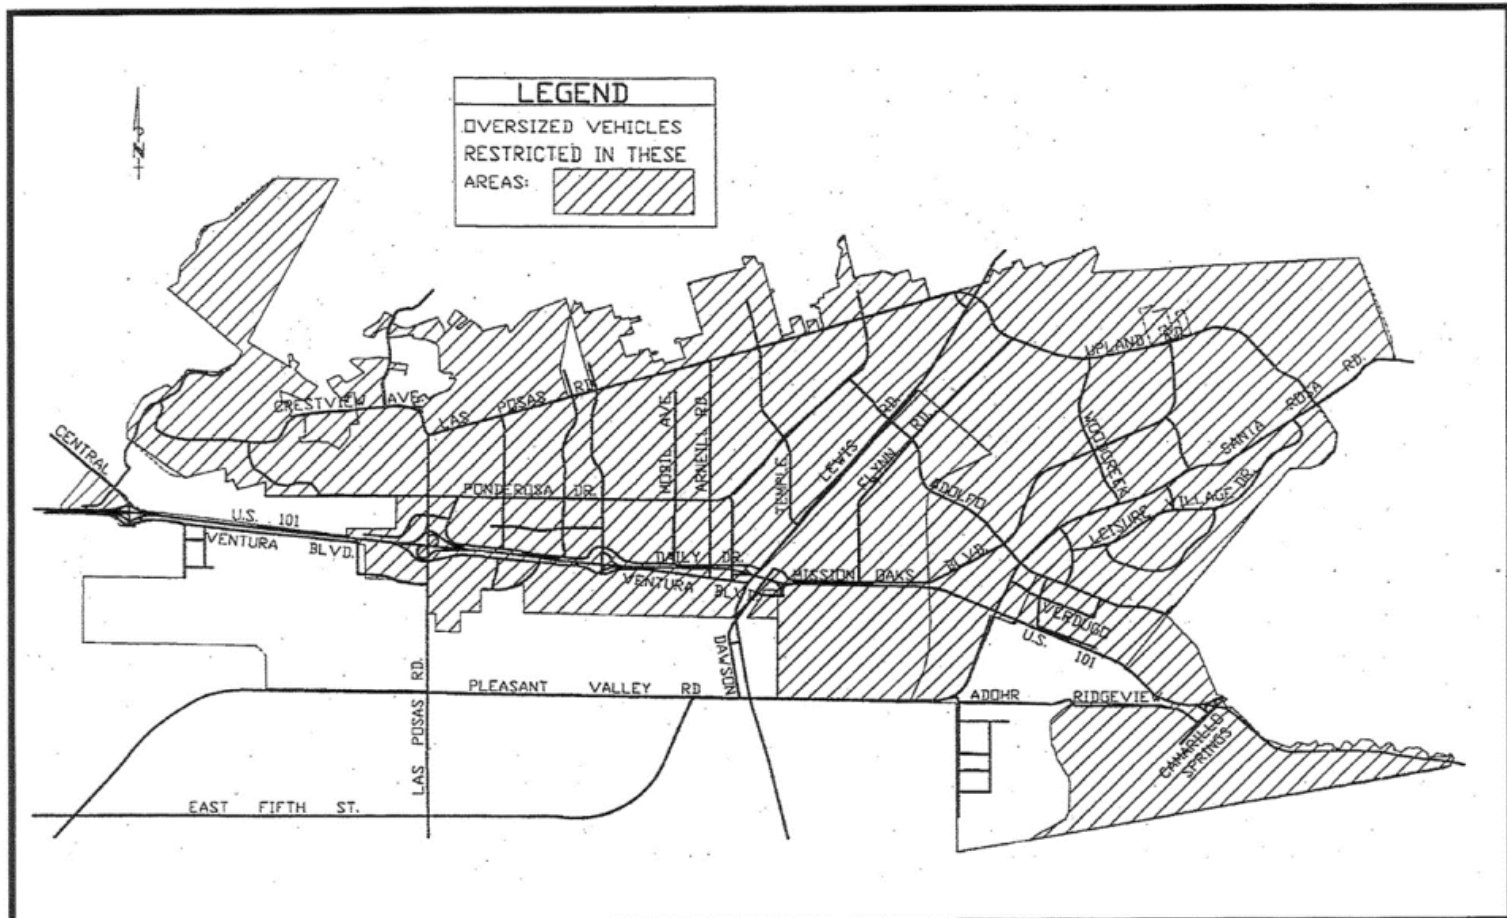 LEGEND
OVERSIZED VEHICLES
RESTRICTED IN THESE
AREAS:
N
UPLAND RD.
CRESTVIEW AVE.
LAS POSAS RD.
SANTA ROSA RD.
MOBIL AVE.
ARNEILL RD.
TEMPLE
LEWIS RD.
FLYNN RD.
WOODCREEK
CENTRAL
PONDEROSA DR.
ADOLFO
LEISURE VILLAGE DR.
U.S. 101
VENTURA BLVD.
DAILY DR.
VENTURA BLVD.
MISSION OAKS BLVD.
VERDUGO
U.S. 101
DAWSON
LAS POSAS RD.
PLEASANT VALLEY RD
ADOHR
RIDGEVIEW
CAMARILLO
SPRINGS
EAST FIFTH ST.